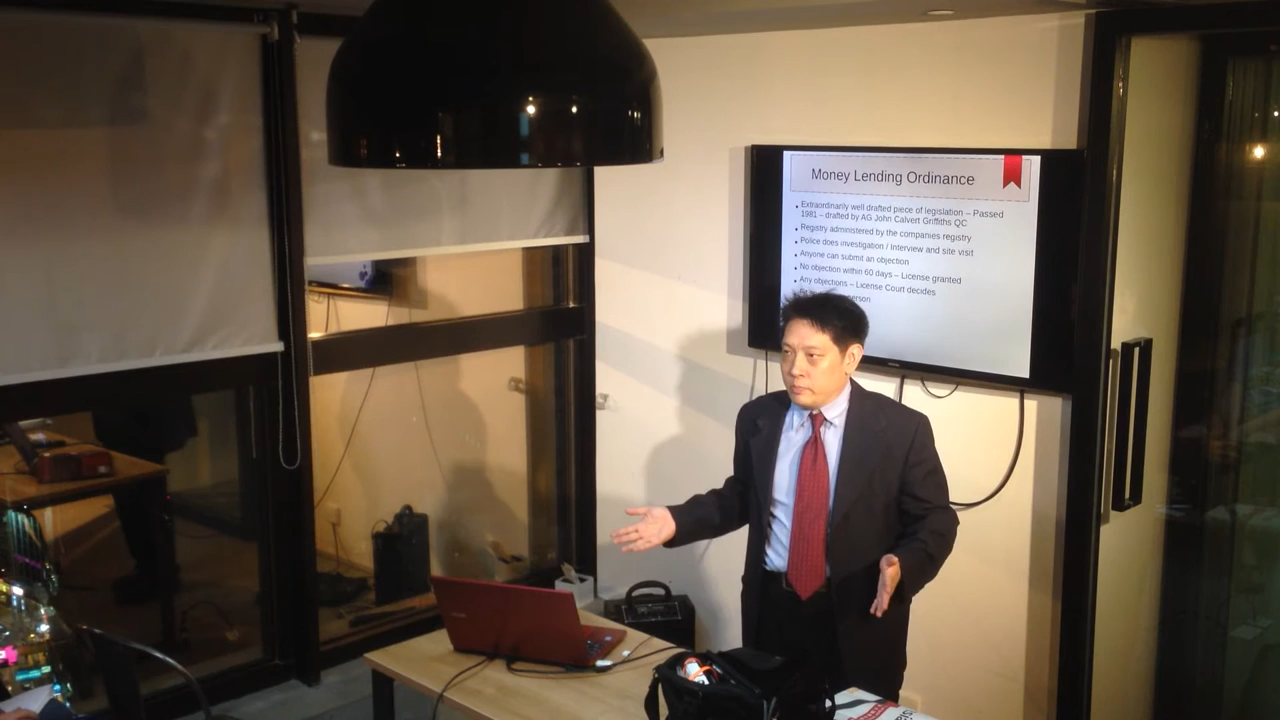 Money Lending Ordinance
• Extraordinarily well drafted piece of legislation – Passed
1981 – drafted by AG John Calvert Griffiths QC
• Registry administered by the companies registry
• Police does investigation / Interview and site visit
• Anyone can submit an objection
• No objection within 60 days – License granted
• Any objections – License Court decides
person